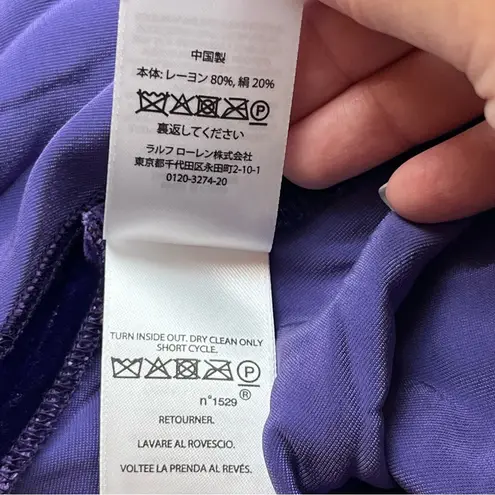 中国製
本体: レーヨン 80%, 絹 20%
P
裏返してください
ラルフ ローレン株式会社
東京都千代田区永田町2-10-1
0120-3274-20
TURN INSIDE OUT. DRY CLEAN ONLY
SHORT CYCLE.
P
®
n°1529
RETOURNER.
LAVARE AL ROVESCIO.
VOLTEE LA PRENDA AL REVÉS.